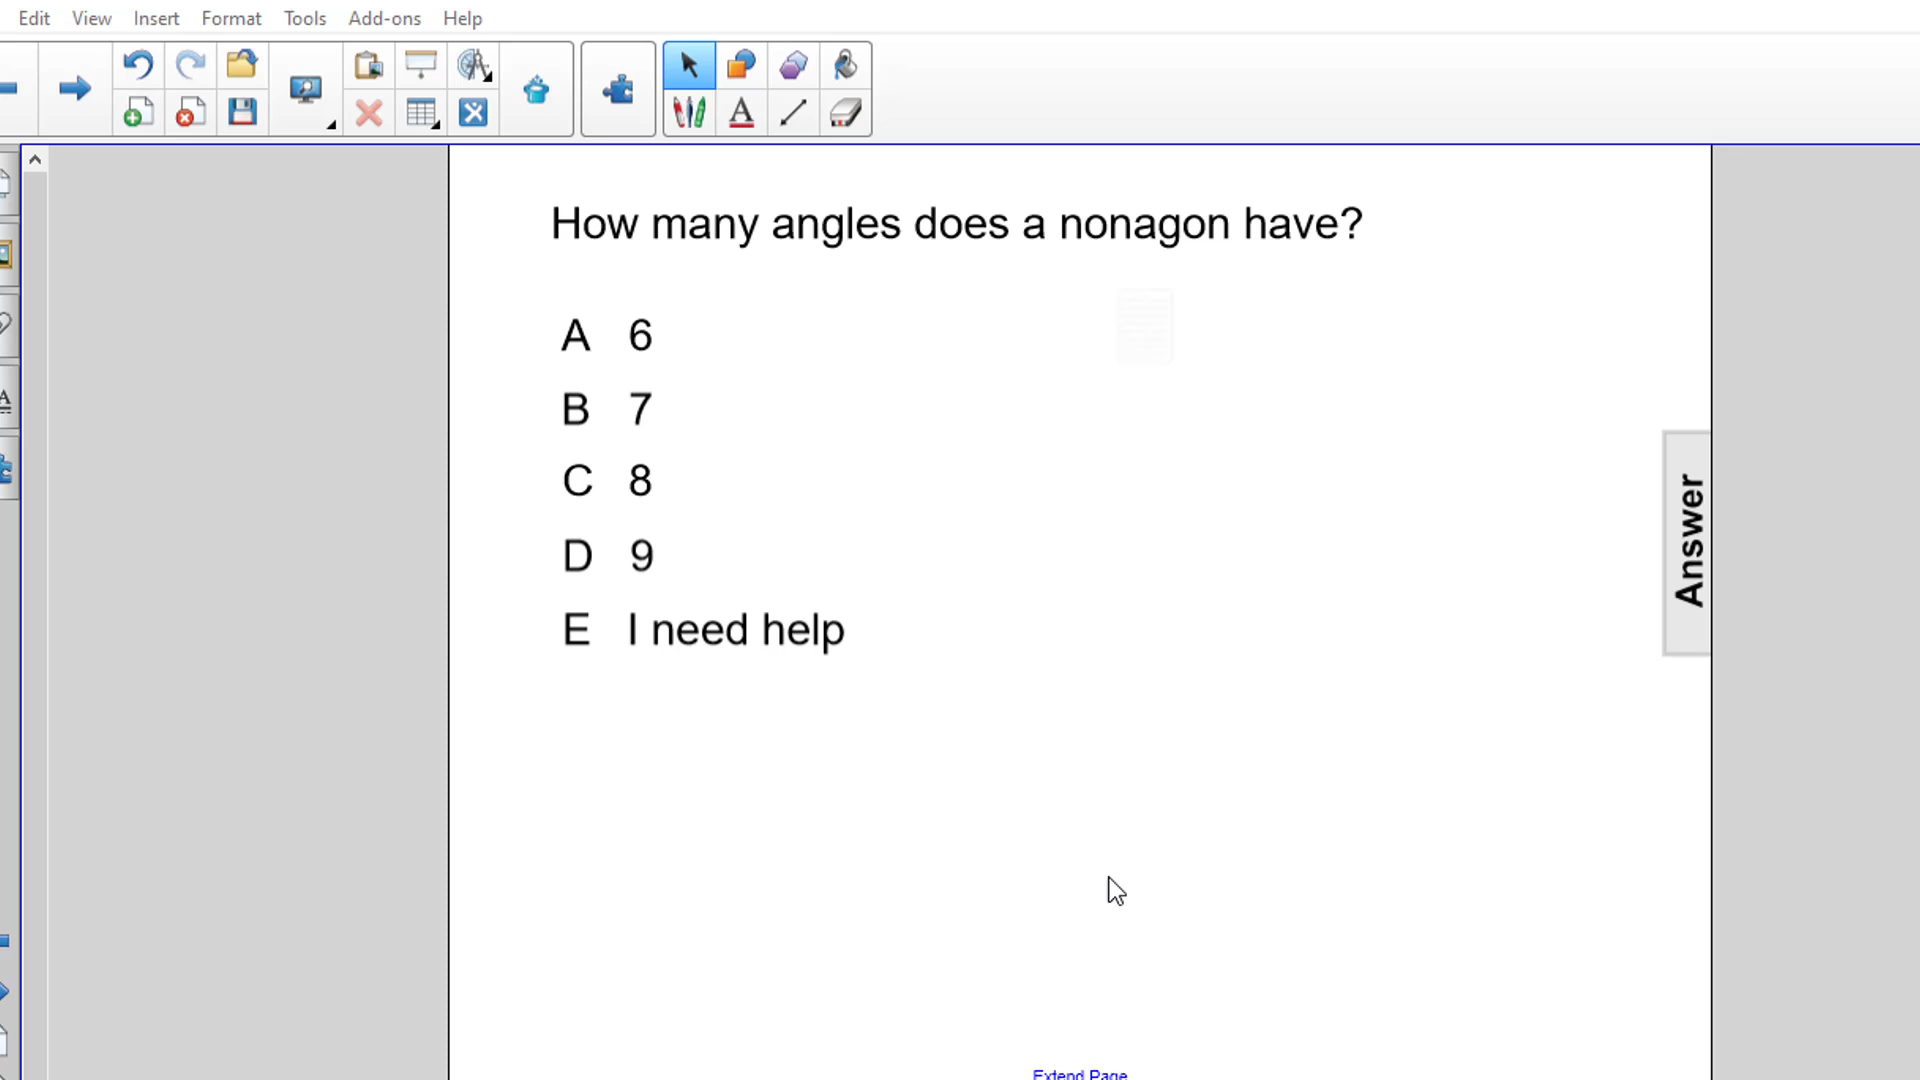 Edit View Insert Format Tools Add-ons Help
How many angles does a nonagon have?
A 6
B 7
C 8
D 9
E I need help
Answer
Extend Page